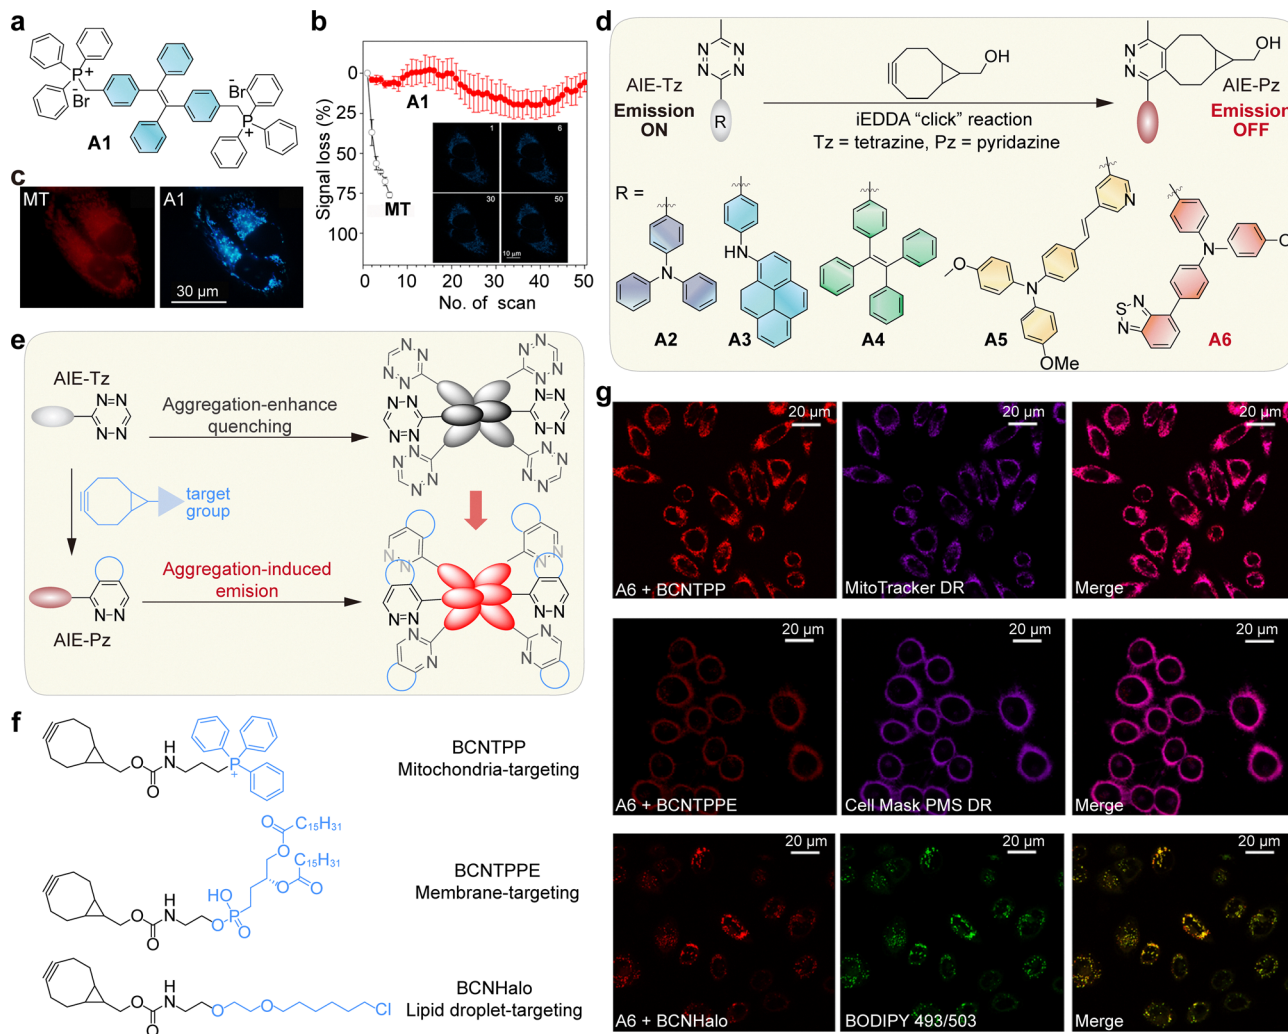 a
P
+
Br
−
Br
−
P
+
A1
b
Signal loss (%)
0
25
50
75
100
A1
MT
1
6
30
50
10 μm
0
10
20
30
40
50
No. of scan
c
MT
A1
30 μm
d
N
N
N
N
R
AIE-Tz
Emission
ON
OH
iEDDA “click” reaction
Tz = tetrazine, Pz = pyridazine
N
N
OH
AIE-Pz
Emission
OFF
R =
N
A2
HN
A3
A4
N
O
N
OMe
A5
N
O
N
S
N
A6
e
AIE-Tz
N
N
N
N
Aggregation-enhance
quenching
target
group
AIE-Pz
N
N
Aggregation-induced
emision
f
O
O
H
N
P
+
BCNTPP
Mitochondria-targeting
O
C15H31
O
C15H31
O
O
HO
P
O
O
O
O
H
N
BCNTPPE
Membrane-targeting
O
O
H
N
O
O
Cl
BCNHalo
Lipid droplet-targeting
g
20 μm
A6 + BCNTPP
20 μm
MitoTracker DR
20 μm
Merge
20 μm
A6 + BCNTPPE
20 μm
Cell Mask PMS DR
20 μm
Merge
20 μm
A6 + BCNHalo
20 μm
BODIPY 493/503
20 μm
Merge